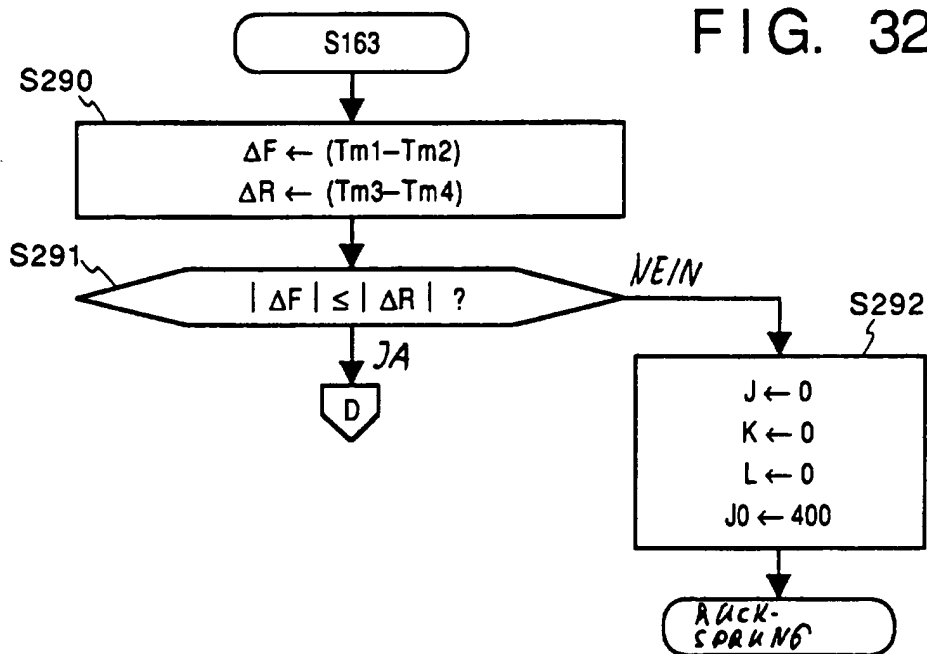 FIG. 32
S163
S290
ΔF ← (Tm1–Tm2)
ΔR ← (Tm3–Tm4)
S291
| ΔF | ≤ | ΔR | ?
NEIN
JA
D
S292
J ← 0
K ← 0
L ← 0
J0 ← 400
RÜCK-
SPRUNG